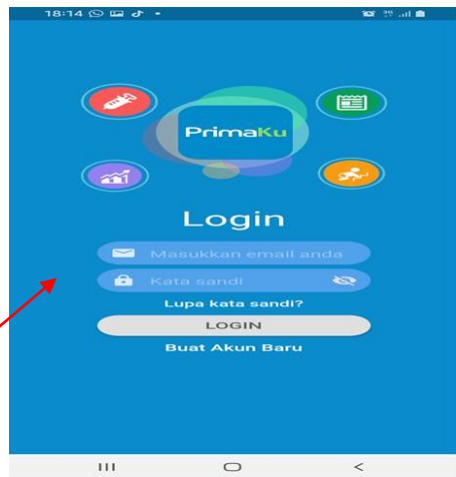 18:14
PrimaKu
Login
Masukkan email anda
Kata sandi
Lupa kata sandi?
LOGIN
Buat Akun Baru